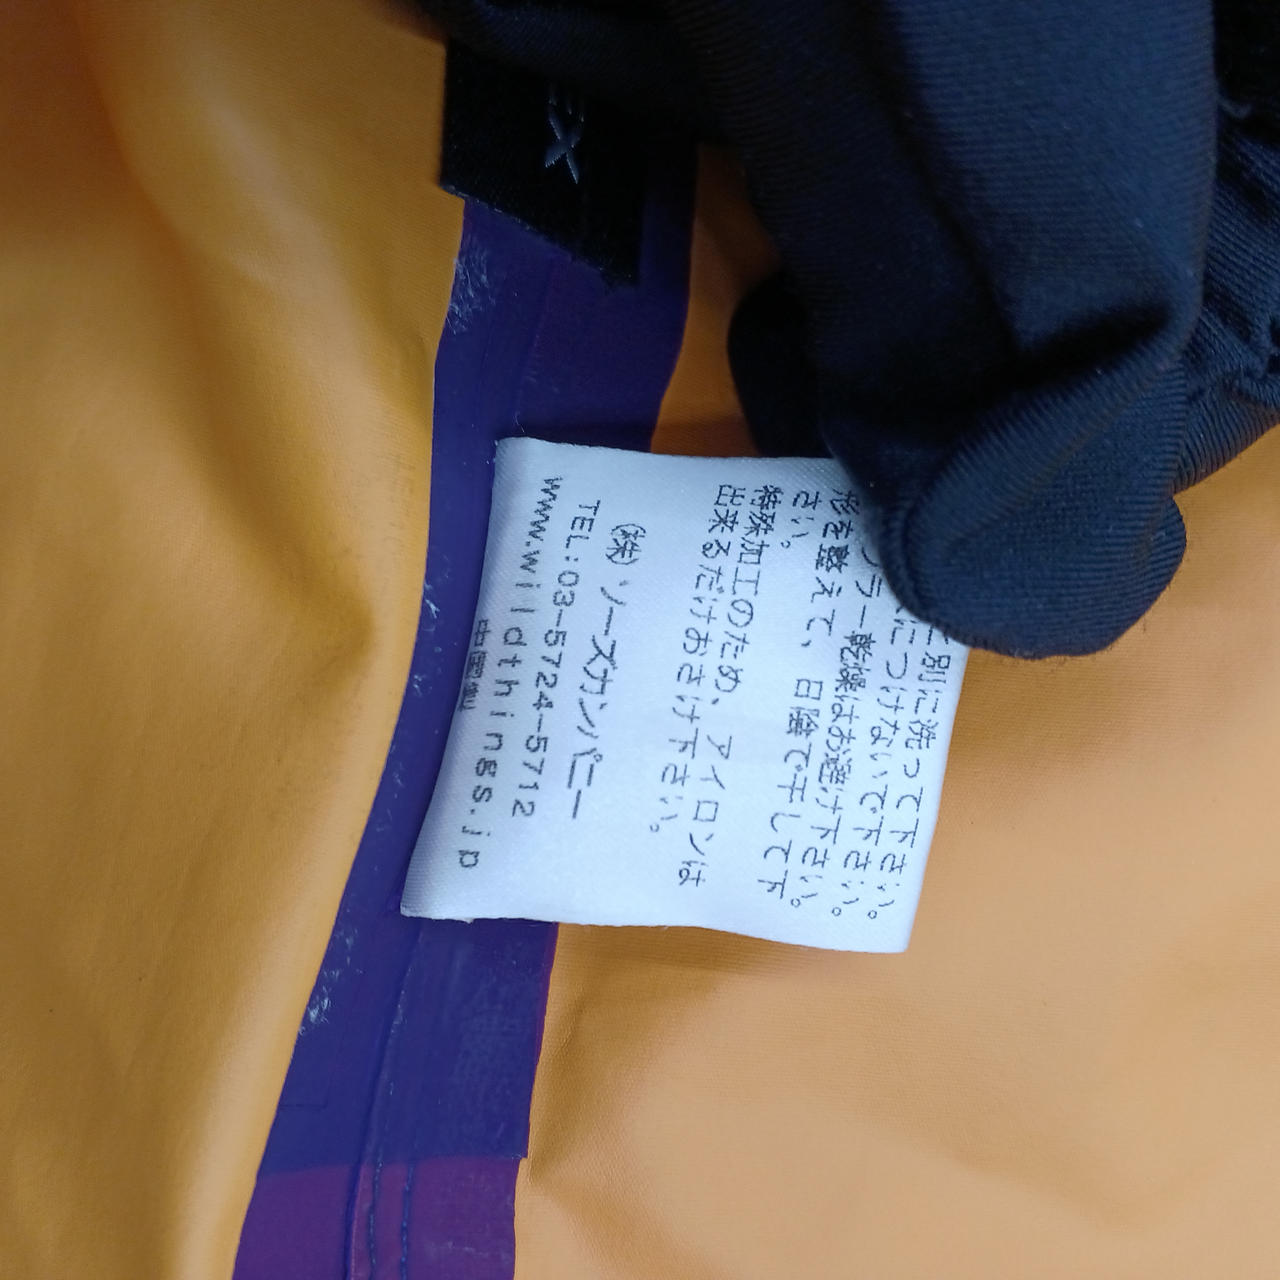 EX
別に洗って下さい。
につけないで下さい。
ブラー乾燥はお避け下さい。
形を整えて、日陰で干して下
さい。
特殊加工のため、アイロンは
出来るだけおさけ下さい。
㈱ソーズカンパニー
TEL:03-5724-5712
www.wildthings.jp
中国製